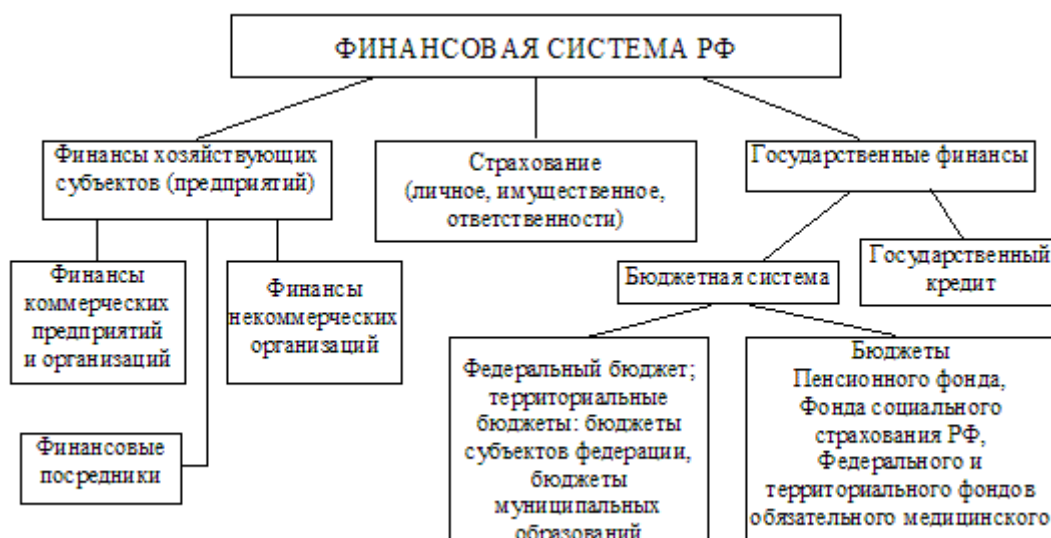 ФИНАНСОВАЯ СИСТЕМА РФ
Финансы хозяйствующих
субъектов (предприятий)
Страхование
(личное, имущественное,
ответственности)
Государственные финансы
Финансы
коммерческих
предприятий
и организаций
Финансы
некоммерческих
организаций
Бюджетная система
Государственный
кредит
Финансовые
посредники
Федеральный бюджет;
территориальные
бюджеты: бюджеты
субъектов федерации,
бюджеты
муниципальных
образований
Бюджеты
Пенсионного фонда,
Фонда социального
страхования РФ,
Федерального и
территориального фондов
обязательного медицинского